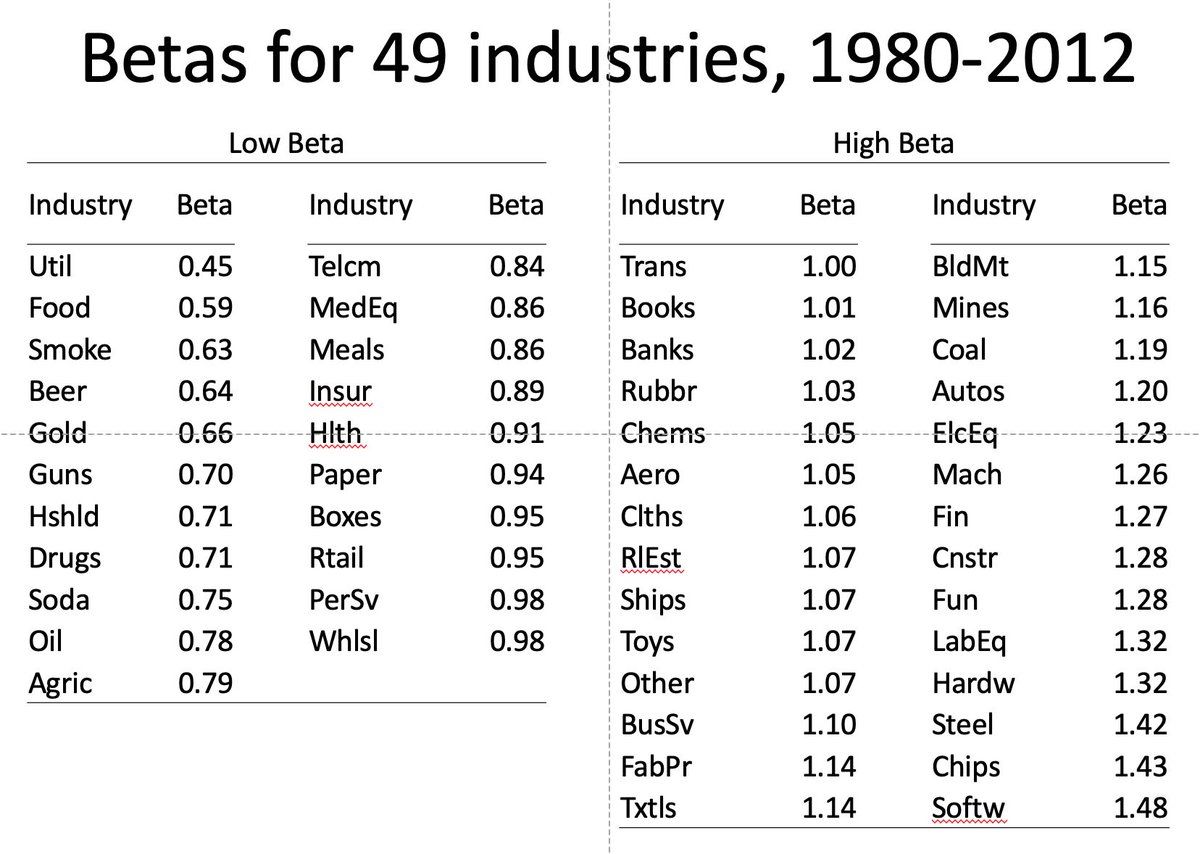 Betas for 49 industries, 1980-2012
Low Beta High Beta
Industry Beta Industry Beta Industry Beta Industry Beta
Util 0.45 Telcm 0.84 Trans 1.00 BldMt 1.15
Food 0.59 MedEq 0.86 Books 1.01 Mines 1.16
Smoke 0.63 Meals 0.86 Banks 1.02 Coal 1.19
Beer 0.64 Insur 0.89 Rubbr 1.03 Autos 1.20
Gold 0.66 Hlth 0.91 Chems 1.05 ElcEq 1.23
Guns 0.70 Paper 0.94 Aero 1.05 Mach 1.26
Hshld 0.71 Boxes 0.95 Clths 1.06 Fin 1.27
Drugs 0.71 Rtail 0.95 RlEst 1.07 Cnstr 1.28
Soda 0.75 PerSv 0.98 Ships 1.07 Fun 1.28
Oil 0.78 Whlsl 0.98 Toys 1.07 LabEq 1.32
Agric 0.79 Other 1.07 Hardw 1.32
BusSv 1.10 Steel 1.42
FabPr 1.14 Chips 1.43
Txtls 1.14 Softw 1.48